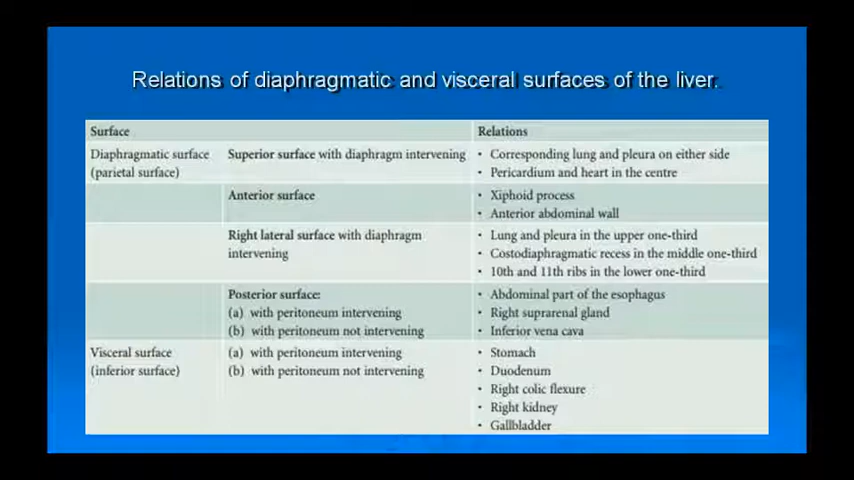 Relations of diaphragmatic and visceral surfaces of the liver.
Surface Relations
Diaphragmatic surface (parietal surface) Superior surface with diaphragm intervening
• Corresponding lung and pleura on either side
• Pericardium and heart in the centre
Anterior surface
• Xiphoid process
• Anterior abdominal wall
Right lateral surface with diaphragm
intervening
• Lung and pleura in the upper one-third
• Costodiaphragmatic recess in the middle one-third
• 10th and 11th ribs in the lower one-third
Posterior surface:
(a) with peritoneum intervening
(b) with peritoneum not intervening
• Abdominal part of the esophagus
• Right suprarenal gland
• Inferior vena cava
Visceral surface
(inferior surface)
(a) with peritoneum intervening
(b) with peritoneum not intervening
• Stomach
• Duodenum
• Right colic flexure
• Right kidney
• Gallbladder